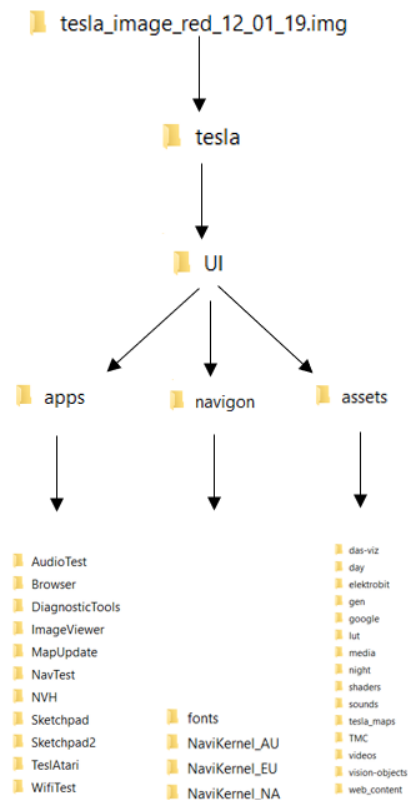 tesla_image_red_12_01_19.img
tesla
UI
apps
navigon
assets
AudioTest
Browser
DiagnosticTools
ImageViewer
MapUpdate
NavTest
NVH
Sketchpad
Sketchpad2
TeslAtari
WifiTest
fonts
NaviKernel_AU
NaviKernel_EU
NaviKernel_NA
das-viz
day
elektrobit
gen
google
lut
media
night
shaders
sounds
tesla_maps
TMC
videos
vision-objects
web_content